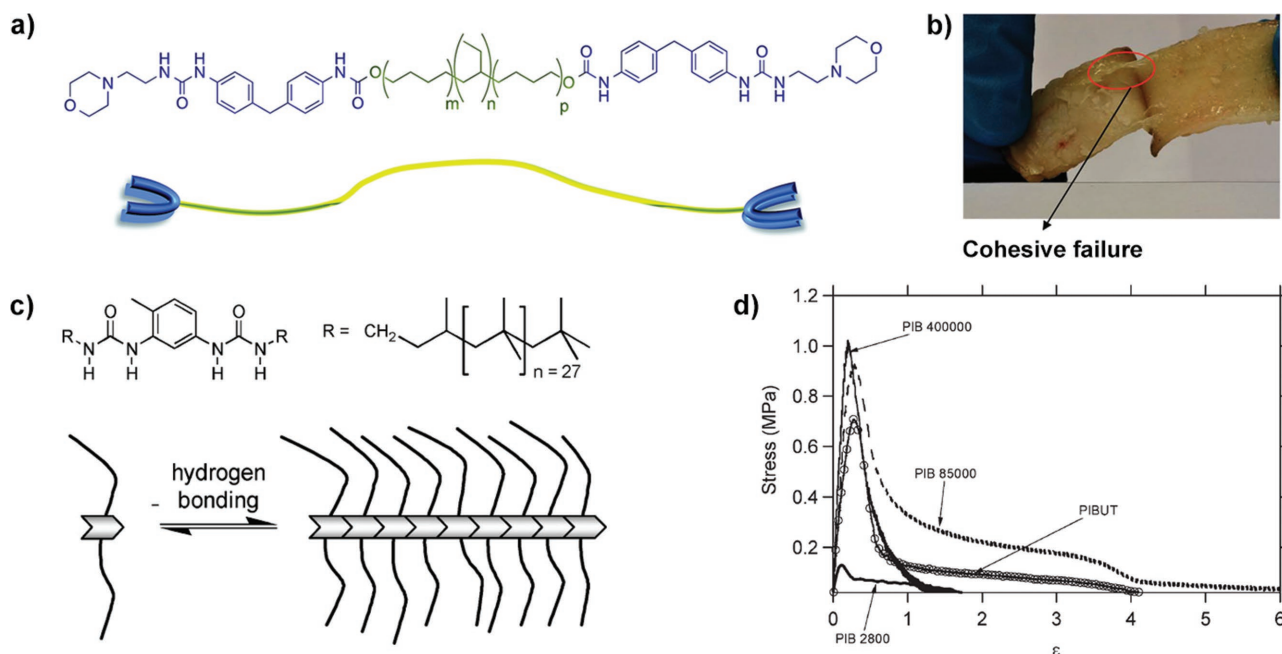 a)
O
N
H
N
H
N
O
H
N
O
O
m
n
p
O
O
N
H
O
N
H
N
H
N
O
b)
Cohesive failure
c)
R
N
H
O
N
H
O
N
H
N
H
R
R = CH2
n = 27
hydrogen
bonding
d)
1.2
1.0
0.8
0.6
0.4
0.2
Stress (MPa)
PIB 400000
PIB 85000
PIBUT
PIB 2800
0
1
2
3
4
5
6
ε